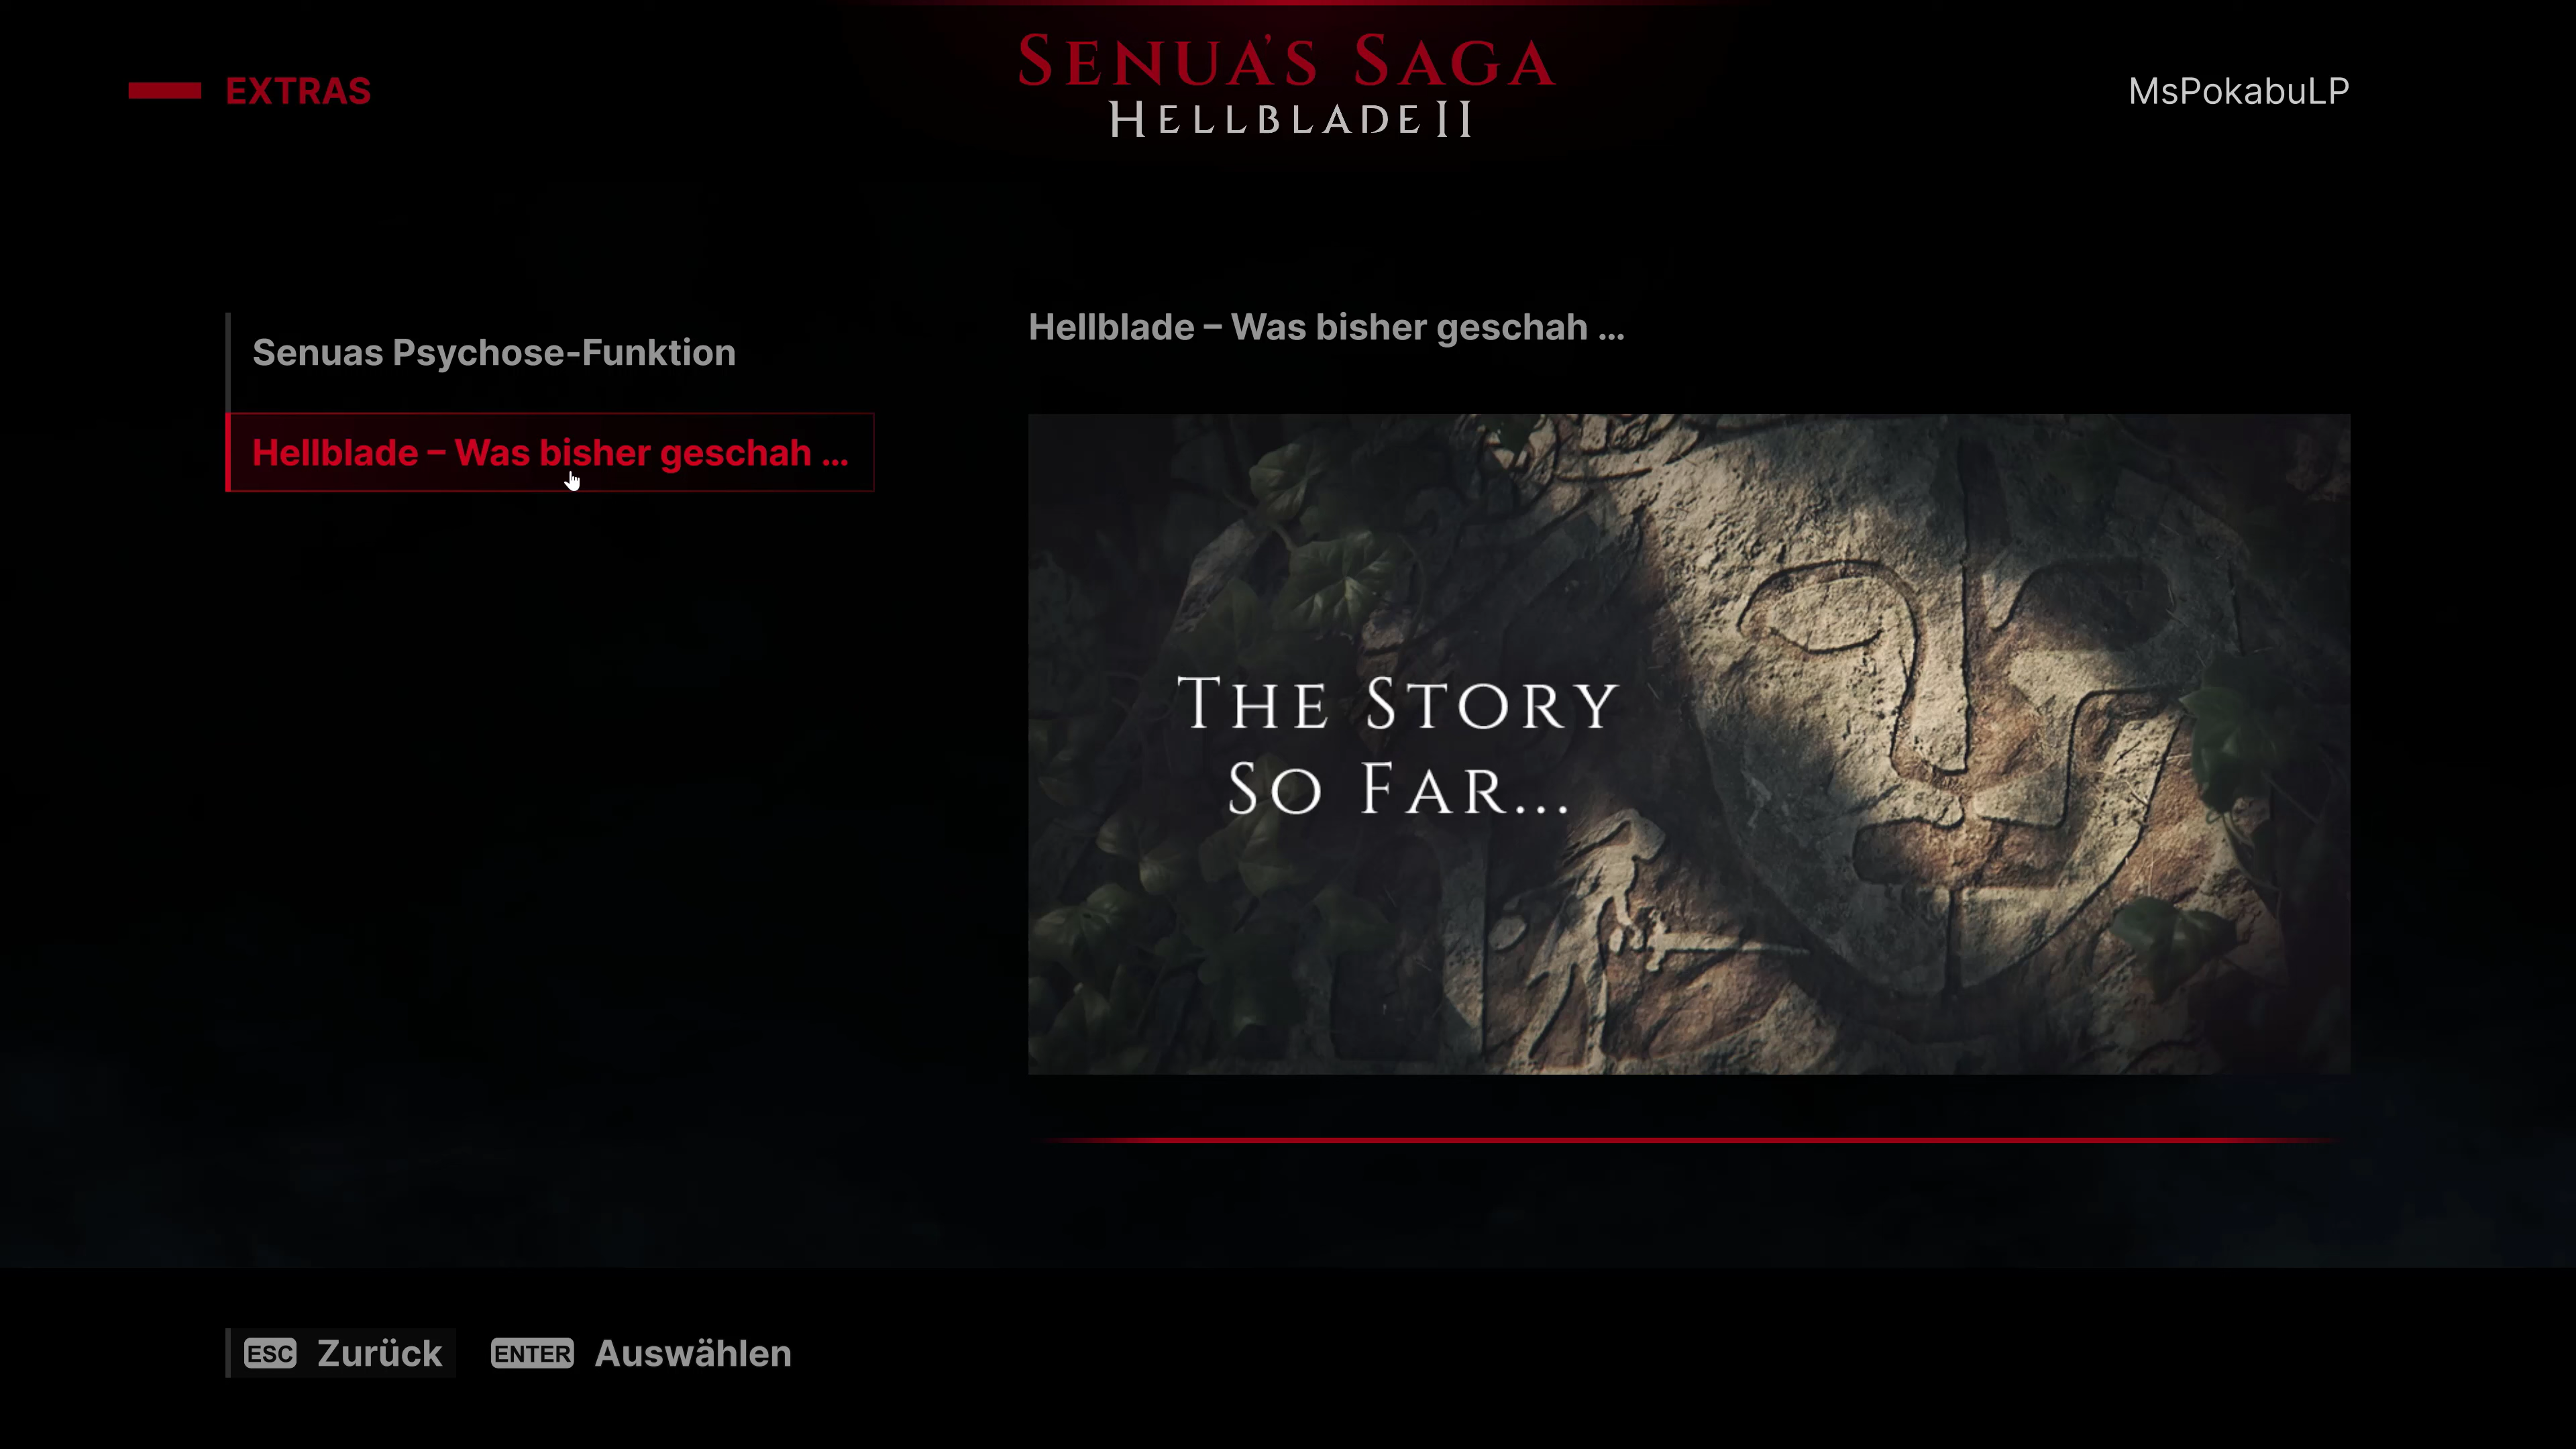 EXTRAS
SENUA'S SAGA
HELLBLADE II
MsPokabuLP
Senuas Psychose-Funktion
Hellblade – Was bisher geschah ...
Hellblade – Was bisher geschah ...
THE STORY
SO FAR...
ESC Zurück
ENTER Auswählen